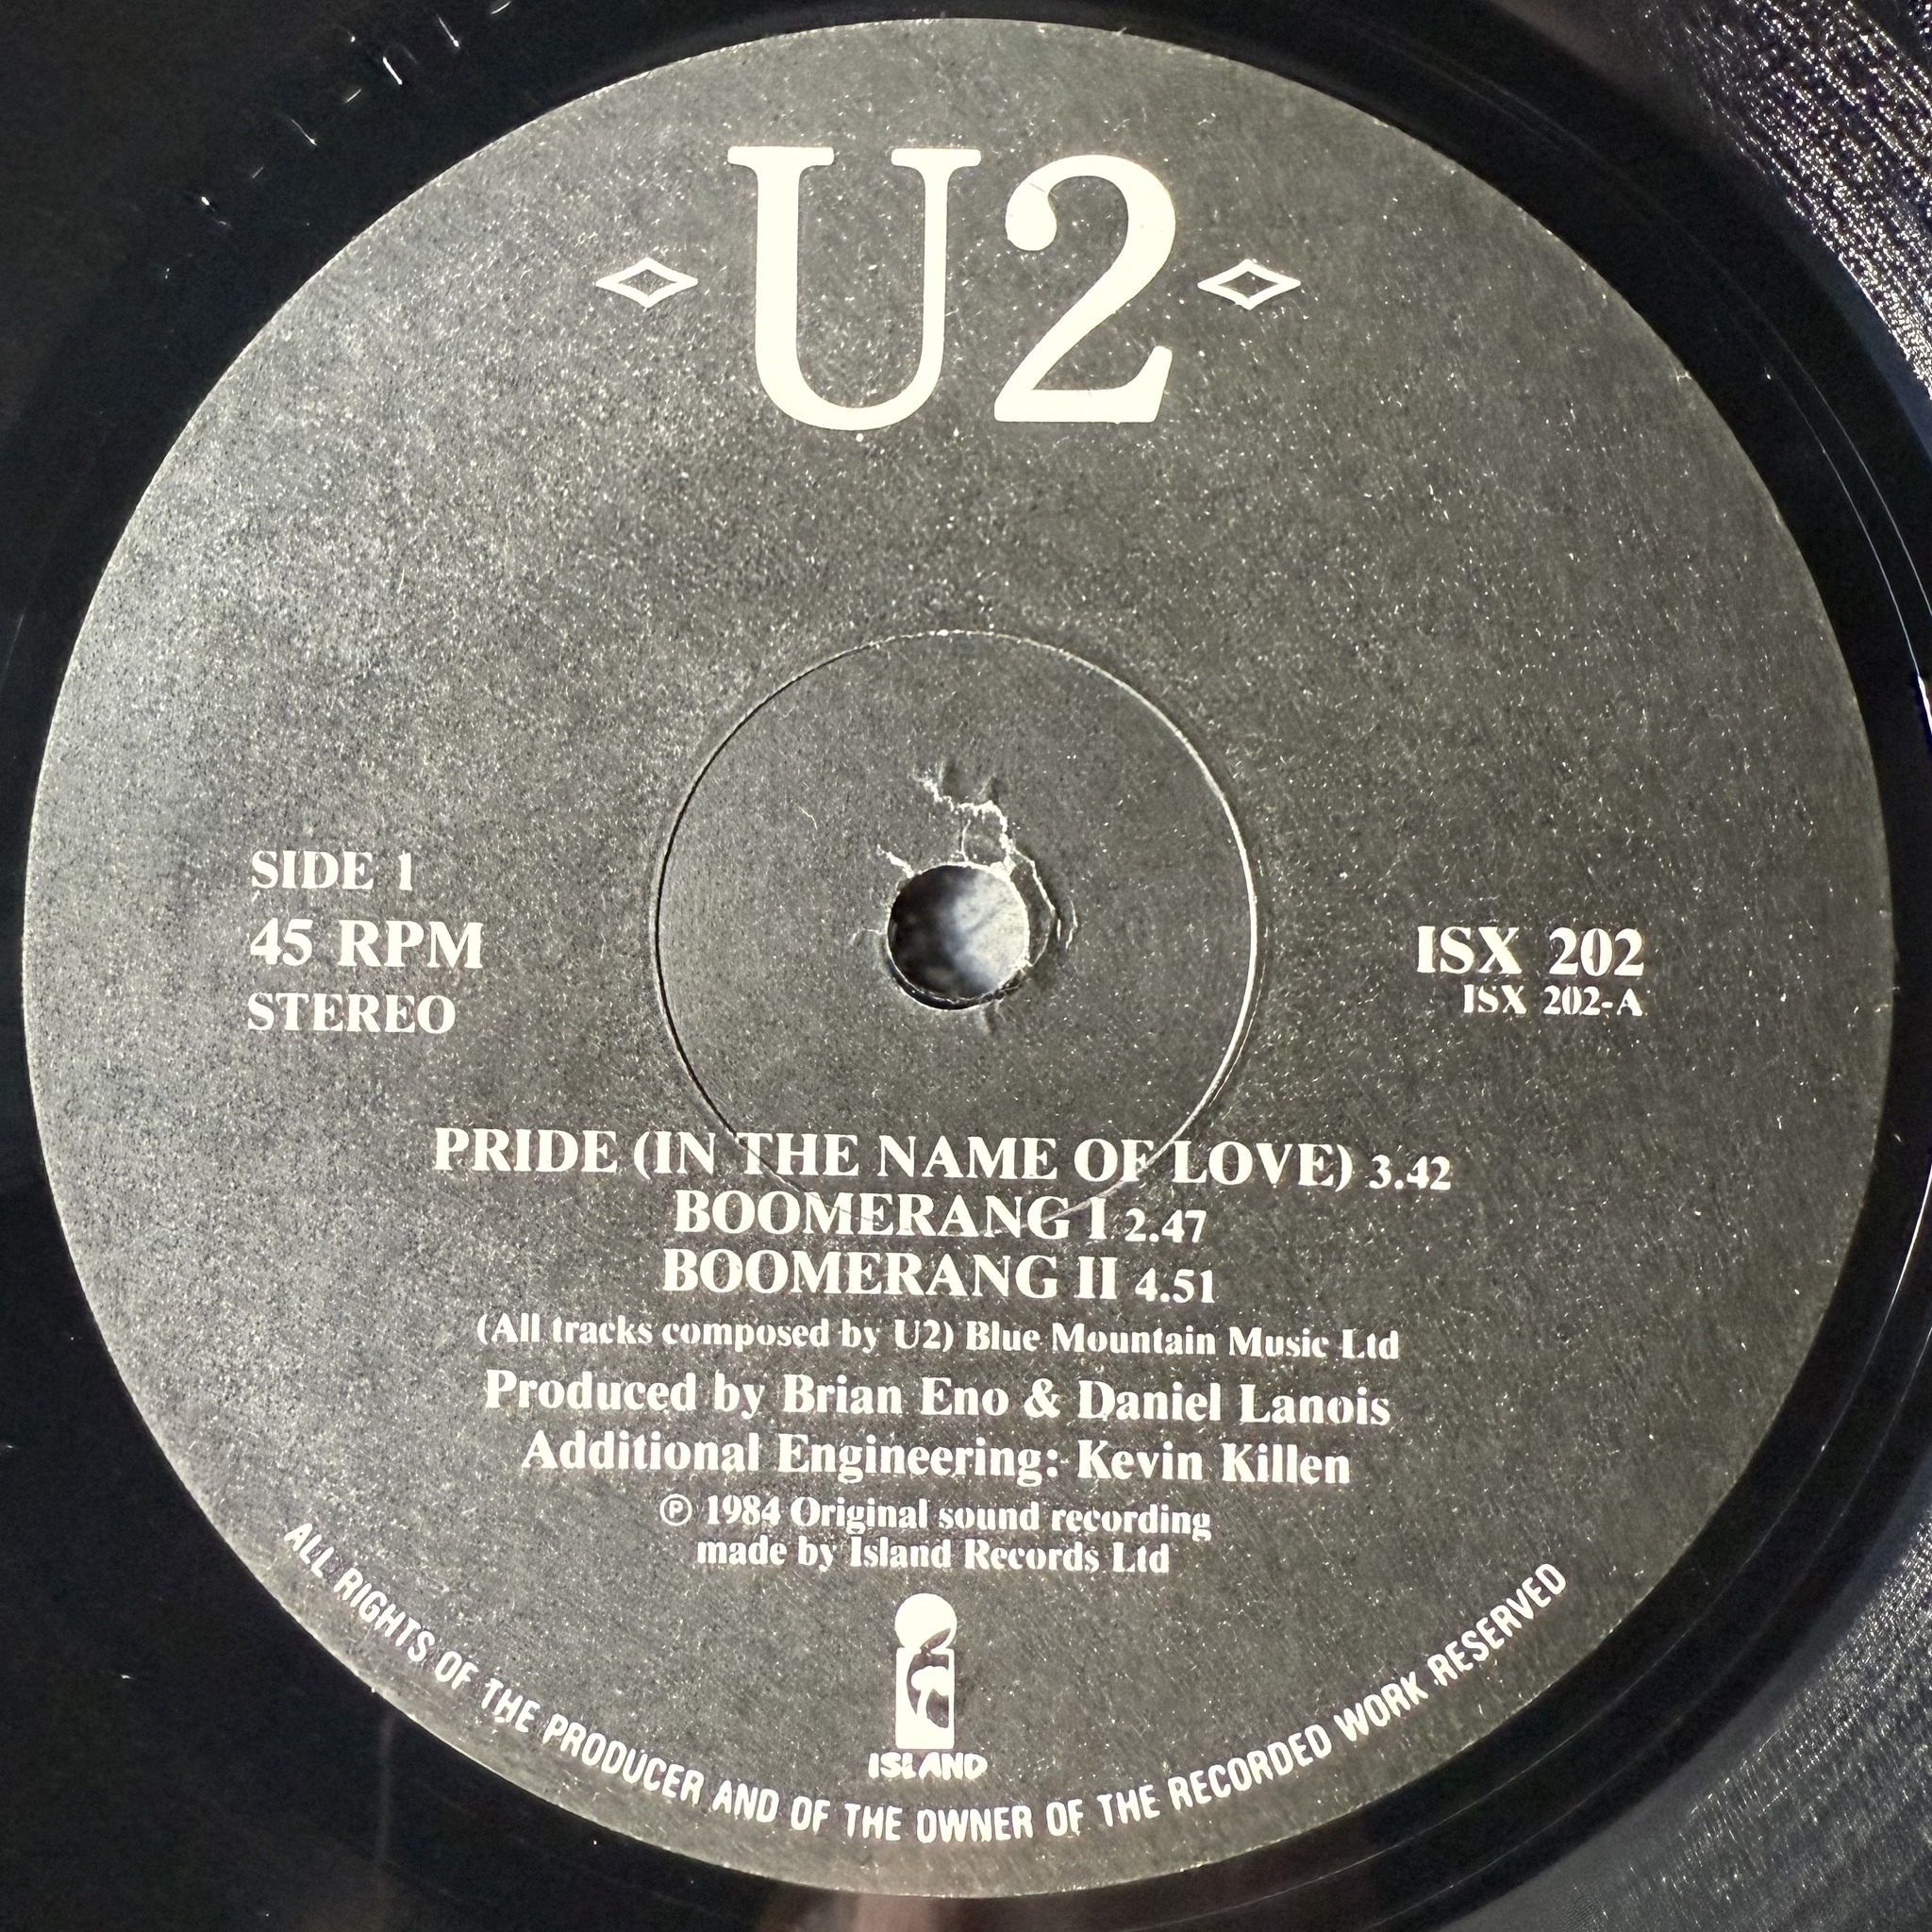 U2
SIDE 1
45 RPM
STEREO
ISX 202
ISX 202-A
PRIDE (IN THE NAME OF LOVE) 3.42
BOOMERANG I 2.47
BOOMERANG II 4.51
(All tracks composed by U2) Blue Mountain Music Ltd
Produced by Brian Eno & Daniel Lanois
Additional Engineering: Kevin Killen
℗ 1984 Original sound recording
made by Island Records Ltd
ISLAND
ALL RIGHTS OF THE PRODUCER AND OF THE OWNER OF THE RECORDED WORK RESERVED